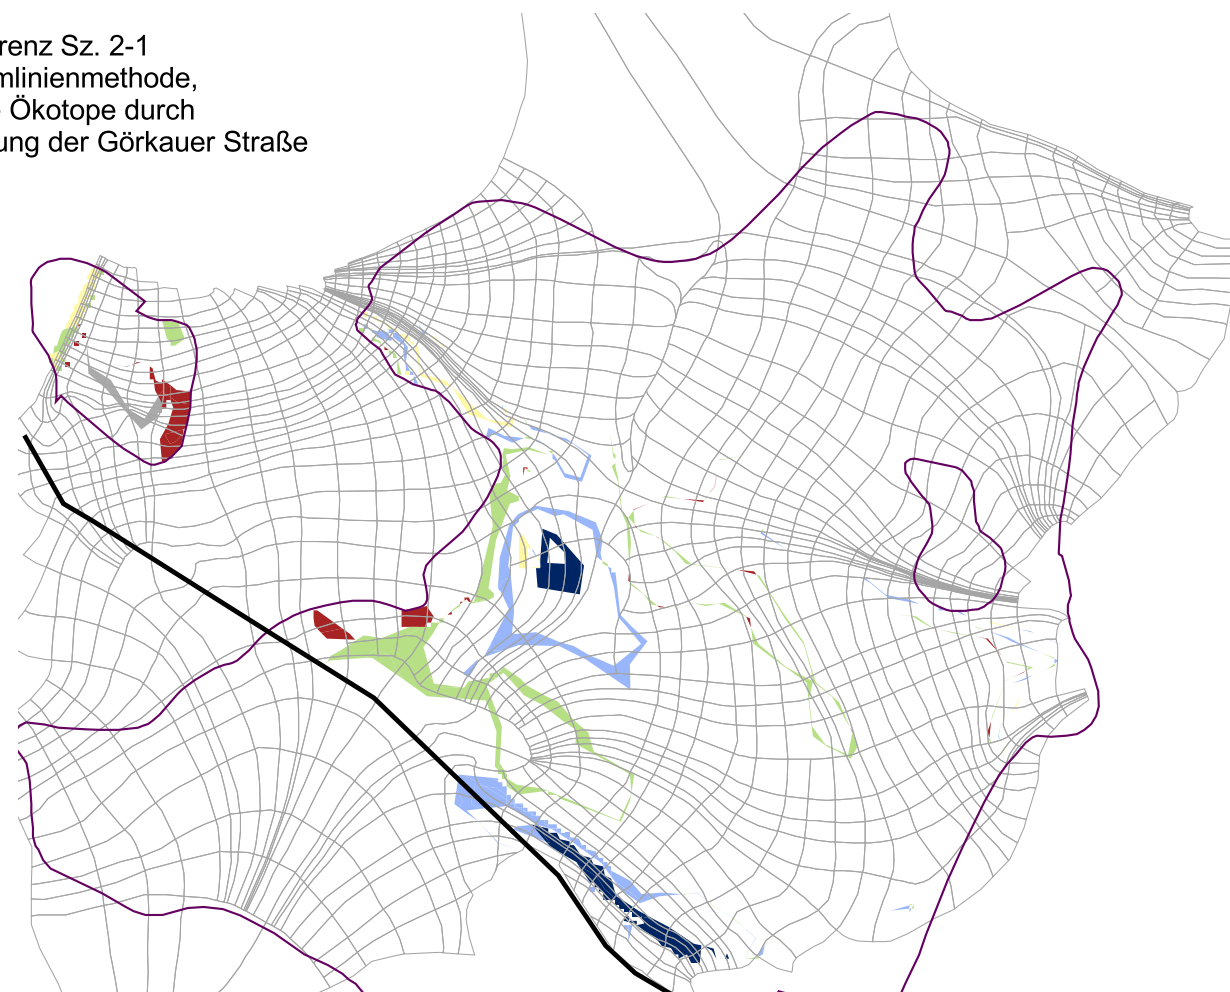 renz Sz. 2-1
mlinienmethode,
Ökotope durch
ung der Görkauer Straße